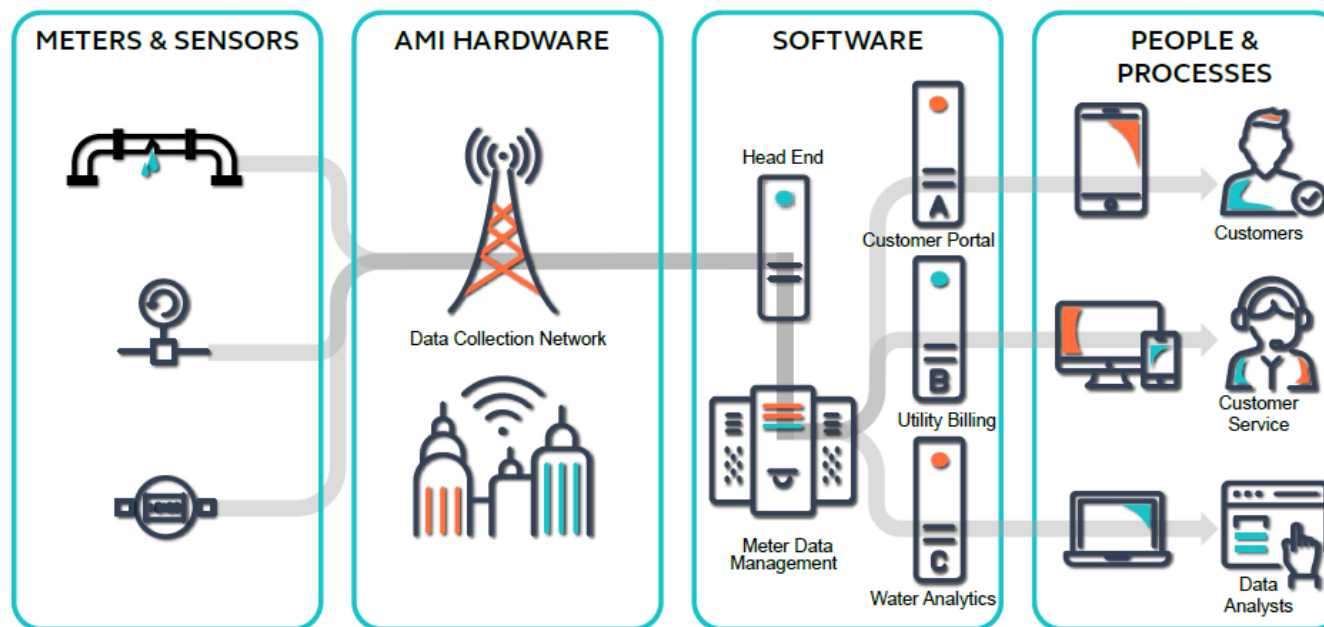 METERS & SENSORS
AMI HARDWARE
SOFTWARE
PEOPLE &
PROCESSES
Data Collection Network
Head End
Meter Data
Management
A
Customer Portal
B
Utility Billing
C
Water Analytics
Customers
Customer
Service
Data
Analysts